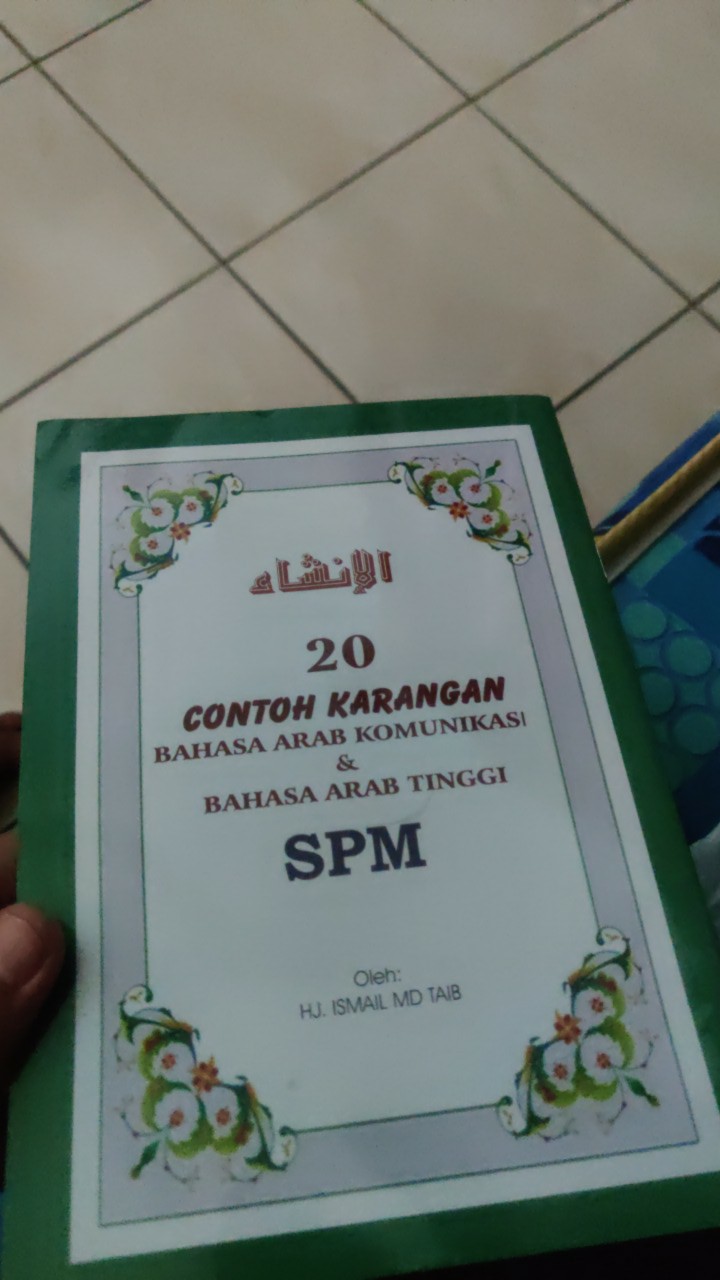 الإنشاء
20
CONTOH KARANGAN
BAHASA ARAB KOMUNIKASI
&
BAHASA ARAB TINGGI
SPM
Oleh:
HJ. ISMAIL MD TAIB